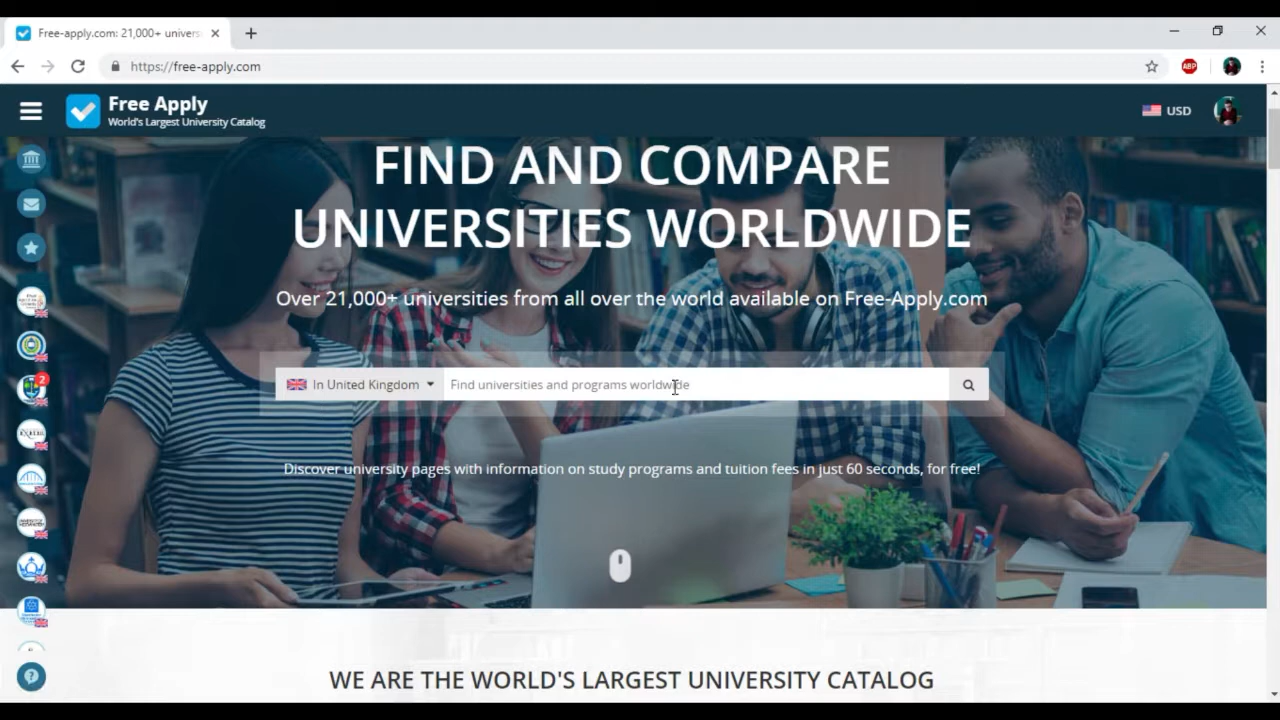 Free-apply.com: 21,000+ univers
https://free-apply.com
ABP
Free Apply
World's Largest University Catalog
USD
FIND AND COMPARE
UNIVERSITIES WORLDWIDE
Over 21,000+ universities from all over the world available on Free-Apply.com
In United Kingdom
Find universities and programs worldwide
2
Discover university pages with information on study programs and tuition fees in just 60 seconds, for free!
WE ARE THE WORLD'S LARGEST UNIVERSITY CATALOG